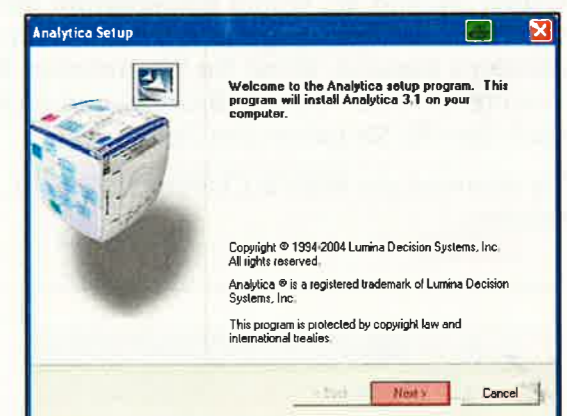 Analytica Setup
Welcome to the Analytica setup program. This
program will install Analytica 3.1 on your
computer.
Copyright © 1994-2004 Lumina Decision Systems, Inc.
All rights reserved.
Analytica ® is a registered trademark of Lumina Decision
Systems, Inc.
This program is protected by copyright law and
international treaties.
< Back Next > Cancel